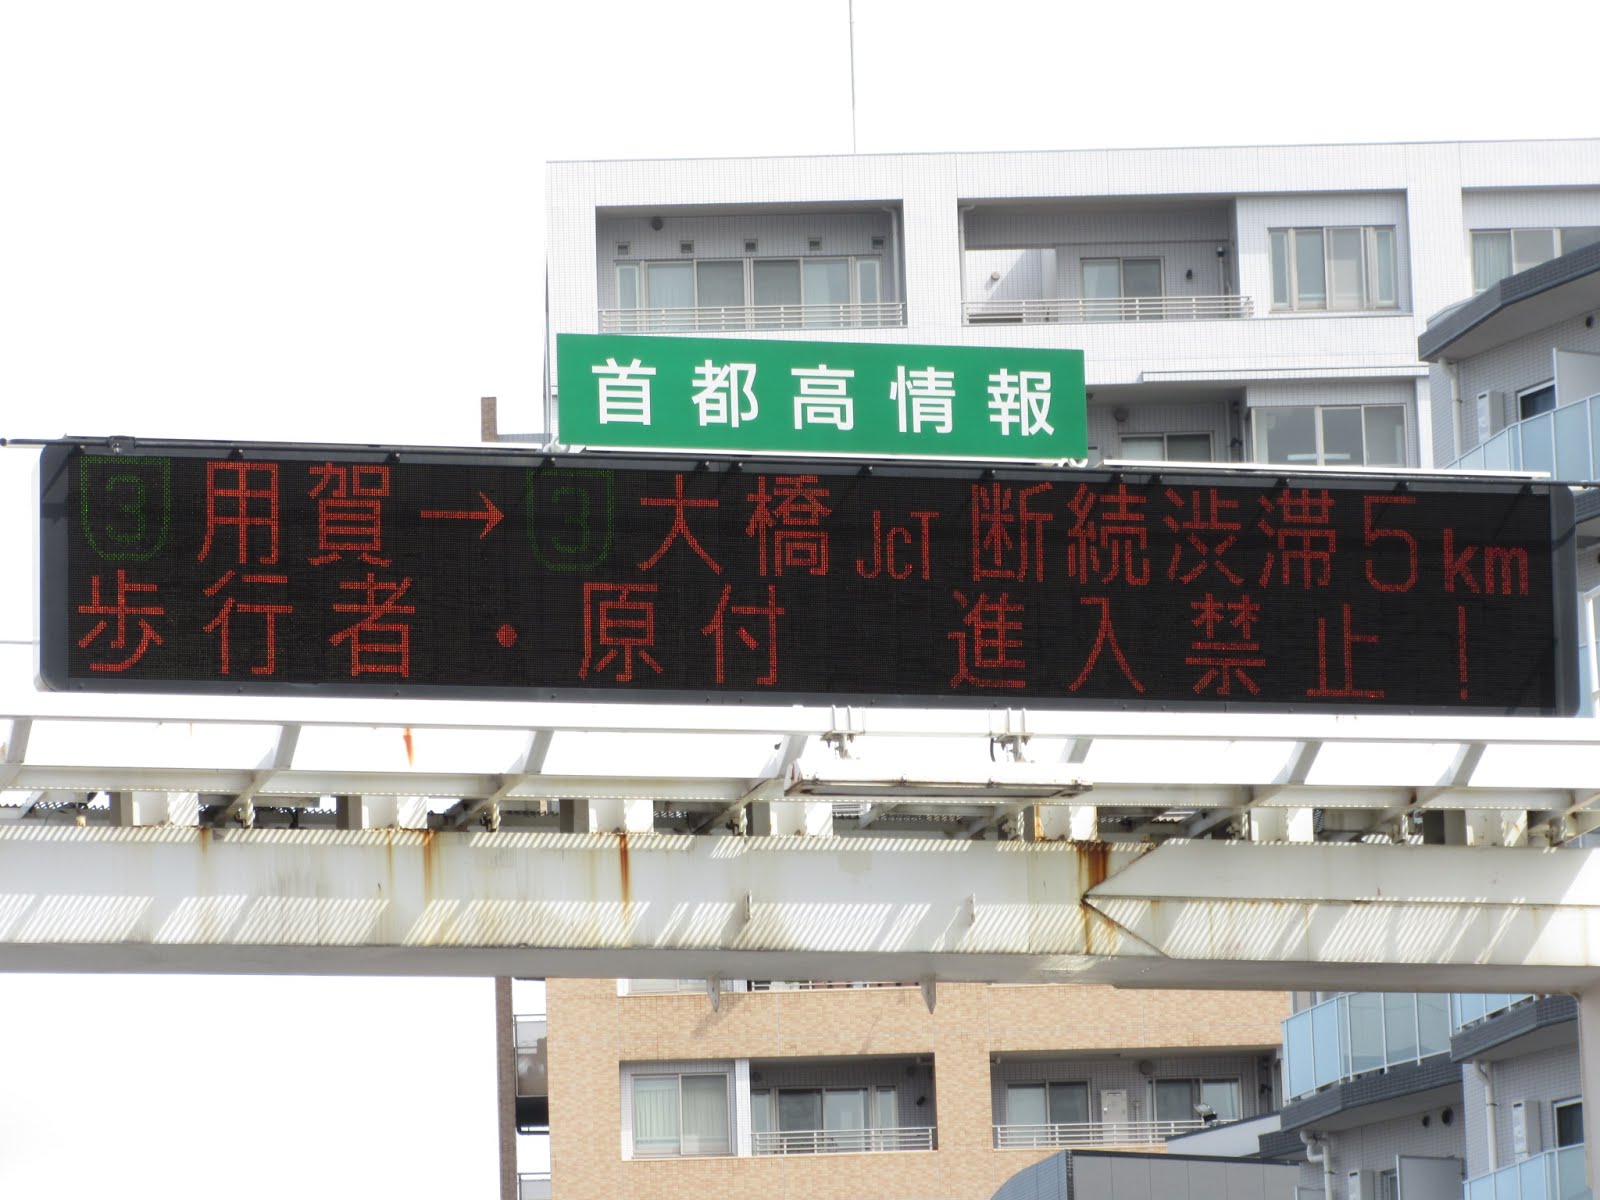 首都高情報
3 用賀→3 大橋JCT 断続渋滞5km
歩行者・原付 進入禁止!